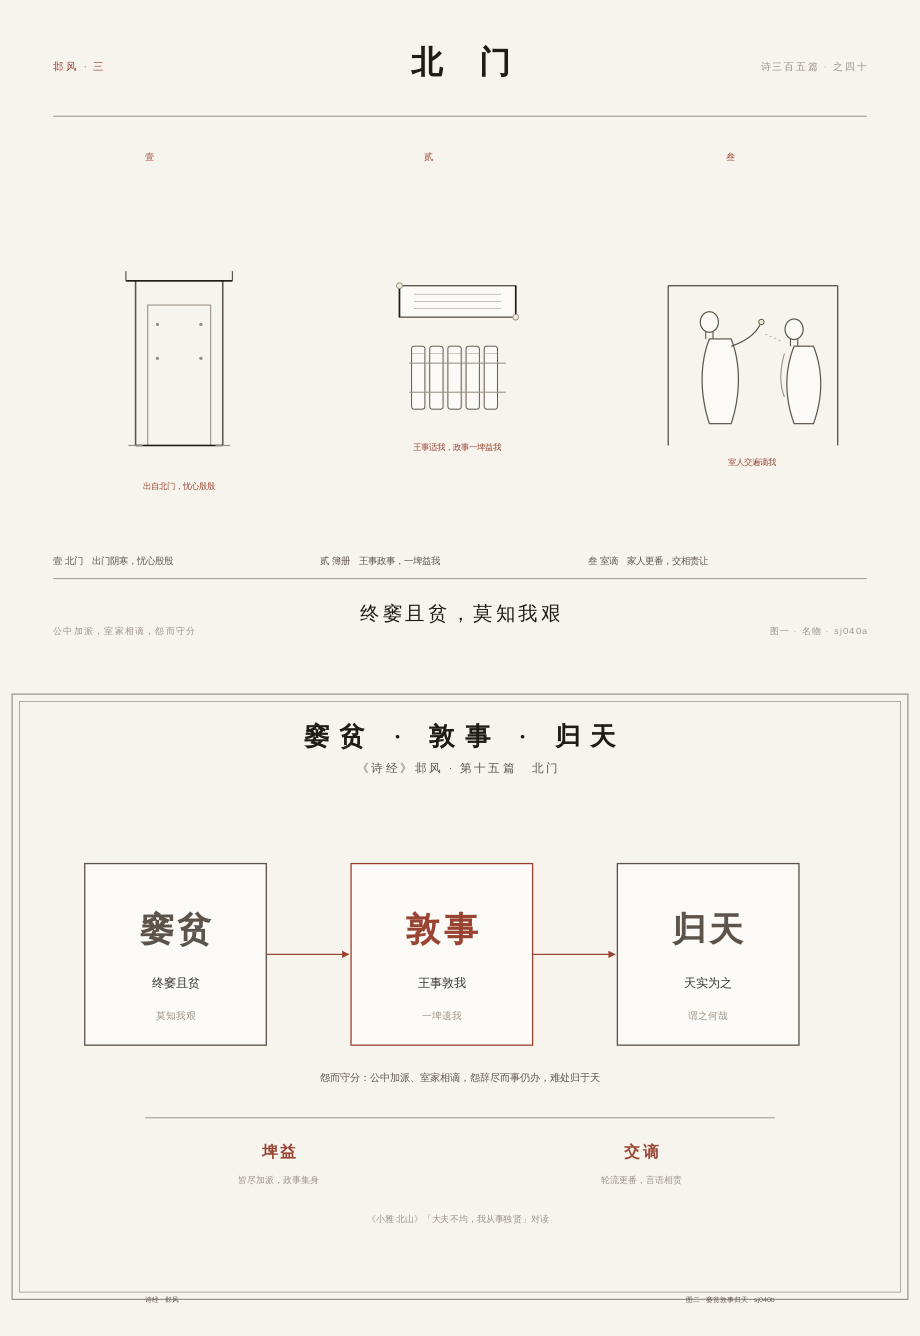 邶风 · 三
北 门
诗三百五篇 · 之四十
壹
贰
叁
王事适我，政事一埤益我
室人交遍谪我
出自北门，忧心殷殷
壹 北门 出门阴寒，忧心殷殷
贰 簿册 王事政事，一埤益我
叁 室谪 家人更番，交相责让
终窭且贫，莫知我艰
公中加派，室家相谪，怨而守分
图一 · 名物 · sj040a
窭贫 · 敦事 · 归天
《诗经》邶风 · 第十五篇 北门
窭贫
敦事
归天
终窭且贫
王事敦我
天实为之
莫知我艰
一埤遗我
谓之何哉
怨而守分：公中加派、室家相谪，怨辞尽而事仍办，难处归于天
埤益
交谪
皆尽加派，政事集身
轮流更番，言语相责
《小雅·北山》「大夫不均，我从事独贤」对读
诗经 · 邶风
图二 · 窭贫敦事归天 · sj040b